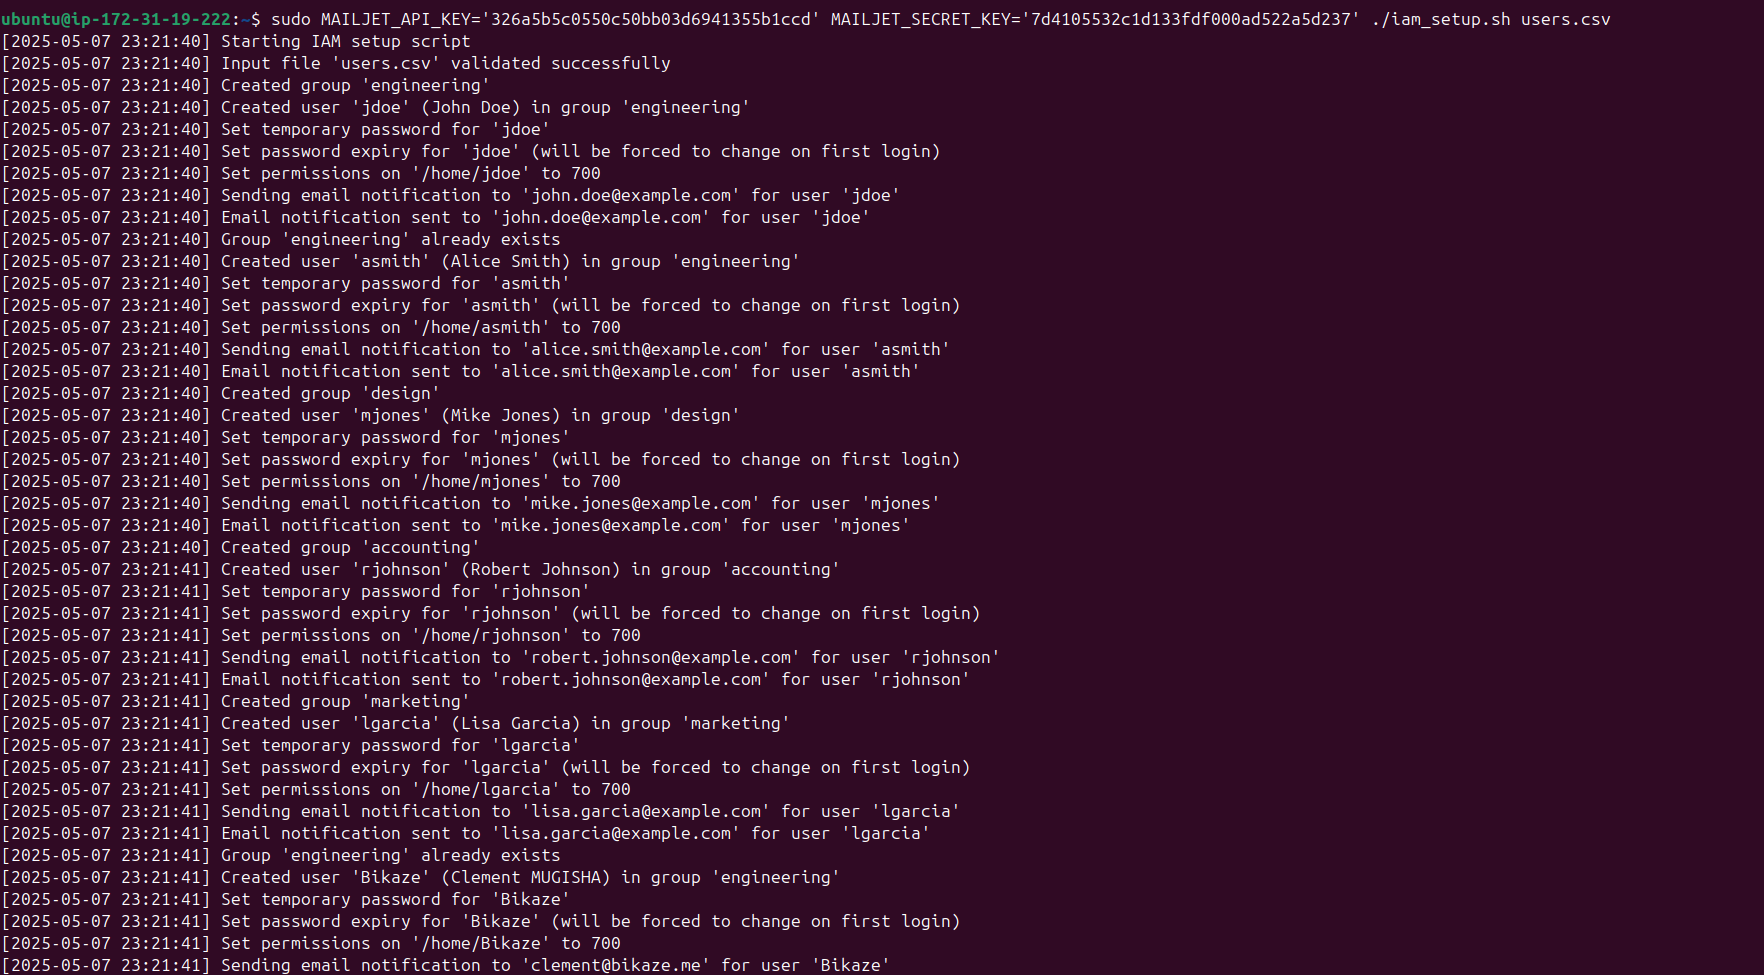 ubuntu@ip-172-31-19-222:~$ sudo MAILJET_API_KEY='326a5b5c0550c50bb03d6941355b1ccd' MAILJET_SECRET_KEY='7d4105532c1d133fdf000ad522a5d237' ./iam_setup.sh users.csv
[2025-05-07 23:21:40] Starting IAM setup script
[2025-05-07 23:21:40] Input file 'users.csv' validated successfully
[2025-05-07 23:21:40] Created group 'engineering'
[2025-05-07 23:21:40] Created user 'jdoe' (John Doe) in group 'engineering'
[2025-05-07 23:21:40] Set temporary password for 'jdoe'
[2025-05-07 23:21:40] Set password expiry for 'jdoe' (will be forced to change on first login)
[2025-05-07 23:21:40] Set permissions on '/home/jdoe' to 700
[2025-05-07 23:21:40] Sending email notification to 'john.doe@example.com' for user 'jdoe'
[2025-05-07 23:21:40] Email notification sent to 'john.doe@example.com' for user 'jdoe'
[2025-05-07 23:21:40] Group 'engineering' already exists
[2025-05-07 23:21:40] Created user 'asmith' (Alice Smith) in group 'engineering'
[2025-05-07 23:21:40] Set temporary password for 'asmith'
[2025-05-07 23:21:40] Set password expiry for 'asmith' (will be forced to change on first login)
[2025-05-07 23:21:40] Set permissions on '/home/asmith' to 700
[2025-05-07 23:21:40] Sending email notification to 'alice.smith@example.com' for user 'asmith'
[2025-05-07 23:21:40] Email notification sent to 'alice.smith@example.com' for user 'asmith'
[2025-05-07 23:21:40] Created group 'design'
[2025-05-07 23:21:40] Created user 'mjones' (Mike Jones) in group 'design'
[2025-05-07 23:21:40] Set temporary password for 'mjones'
[2025-05-07 23:21:40] Set password expiry for 'mjones' (will be forced to change on first login)
[2025-05-07 23:21:40] Set permissions on '/home/mjones' to 700
[2025-05-07 23:21:40] Sending email notification to 'mike.jones@example.com' for user 'mjones'
[2025-05-07 23:21:40] Email notification sent to 'mike.jones@example.com' for user 'mjones'
[2025-05-07 23:21:40] Created group 'accounting'
[2025-05-07 23:21:41] Created user 'rjohnson' (Robert Johnson) in group 'accounting'
[2025-05-07 23:21:41] Set temporary password for 'rjohnson'
[2025-05-07 23:21:41] Set password expiry for 'rjohnson' (will be forced to change on first login)
[2025-05-07 23:21:41] Set permissions on '/home/rjohnson' to 700
[2025-05-07 23:21:41] Sending email notification to 'robert.johnson@example.com' for user 'rjohnson'
[2025-05-07 23:21:41] Email notification sent to 'robert.johnson@example.com' for user 'rjohnson'
[2025-05-07 23:21:41] Created group 'marketing'
[2025-05-07 23:21:41] Created user 'lgarcia' (Lisa Garcia) in group 'marketing'
[2025-05-07 23:21:41] Set temporary password for 'lgarcia'
[2025-05-07 23:21:41] Set password expiry for 'lgarcia' (will be forced to change on first login)
[2025-05-07 23:21:41] Set permissions on '/home/lgarcia' to 700
[2025-05-07 23:21:41] Sending email notification to 'lisa.garcia@example.com' for user 'lgarcia'
[2025-05-07 23:21:41] Email notification sent to 'lisa.garcia@example.com' for user 'lgarcia'
[2025-05-07 23:21:41] Group 'engineering' already exists
[2025-05-07 23:21:41] Created user 'Bikaze' (Clement MUGISHA) in group 'engineering'
[2025-05-07 23:21:41] Set temporary password for 'Bikaze'
[2025-05-07 23:21:41] Set password expiry for 'Bikaze' (will be forced to change on first login)
[2025-05-07 23:21:41] Set permissions on '/home/Bikaze' to 700
[2025-05-07 23:21:41] Sending email notification to 'clement@bikaze.me' for user 'Bikaze'